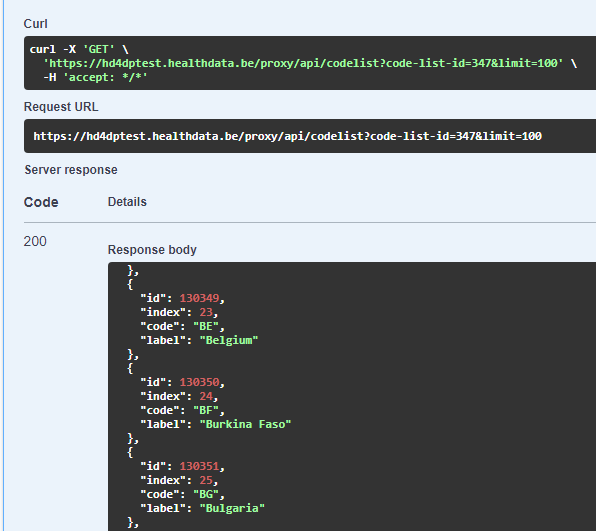 Curl
curl -X 'GET' \
'https://hd4dptest.healthdata.be/proxy/api/codelist?code-list-id=347&limit=100' \
-H 'accept: */*'
Request URL
https://hd4dptest.healthdata.be/proxy/api/codelist?code-list-id=347&limit=100
Server response
Code Details
200
Response body
},
{
"id": 130349,
"index": 23,
"code": "BE",
"label": "Belgium"
},
{
"id": 130350,
"index": 24,
"code": "BF",
"label": "Burkina Faso"
},
{
"id": 130351,
"index": 25,
"code": "BG",
"label": "Bulgaria"
},